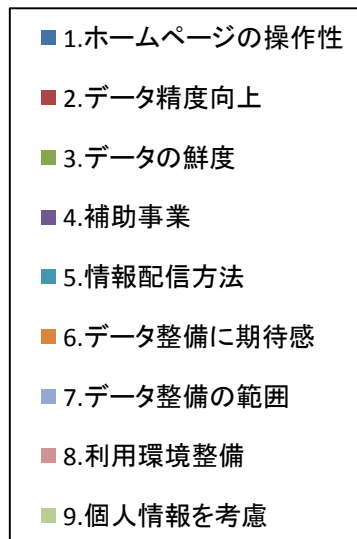 1.ホームページの操作性
2.データ精度向上
3.データの鮮度
4.補助事業
5.情報配信方法
6.データ整備に期待感
7.データ整備の範囲
8.利用環境整備
9.個人情報を考慮